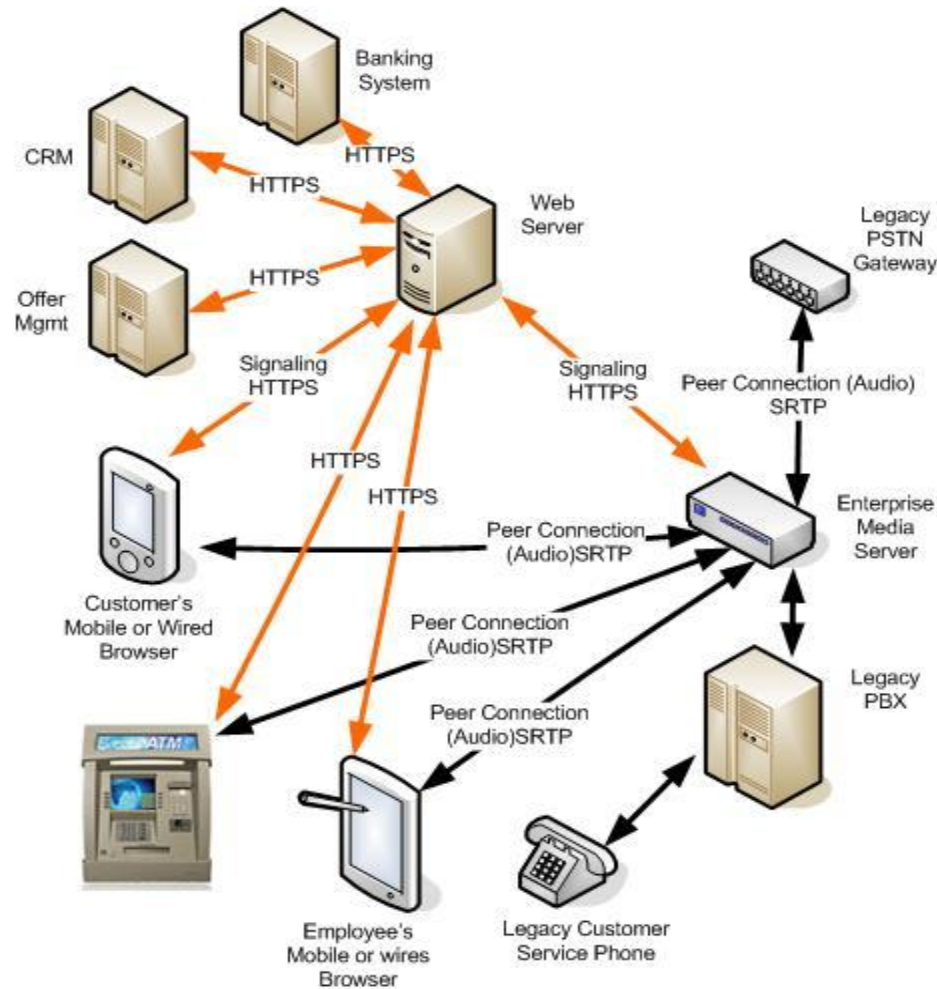 Banking
System
HTTPS
CRM
HTTPS
Web
Server
Legacy
PSTN
Gateway
Offer
Mgmt
HTTPS
Signaling
HTTPS
Signaling
HTTPS
Peer Connection (Audio)
SRTP
HTTPS
HTTPS
Enterprise
Media
Server
Peer Connection
(Audio)SRTP
Customer's
Mobile or Wired
Browser
Peer Connection
(Audio)SRTP
Legacy
PBX
Peer Connection
(Audio)SRTP
ATM
Legacy Customer
Service Phone
Employee's
Mobile or wires
Browser